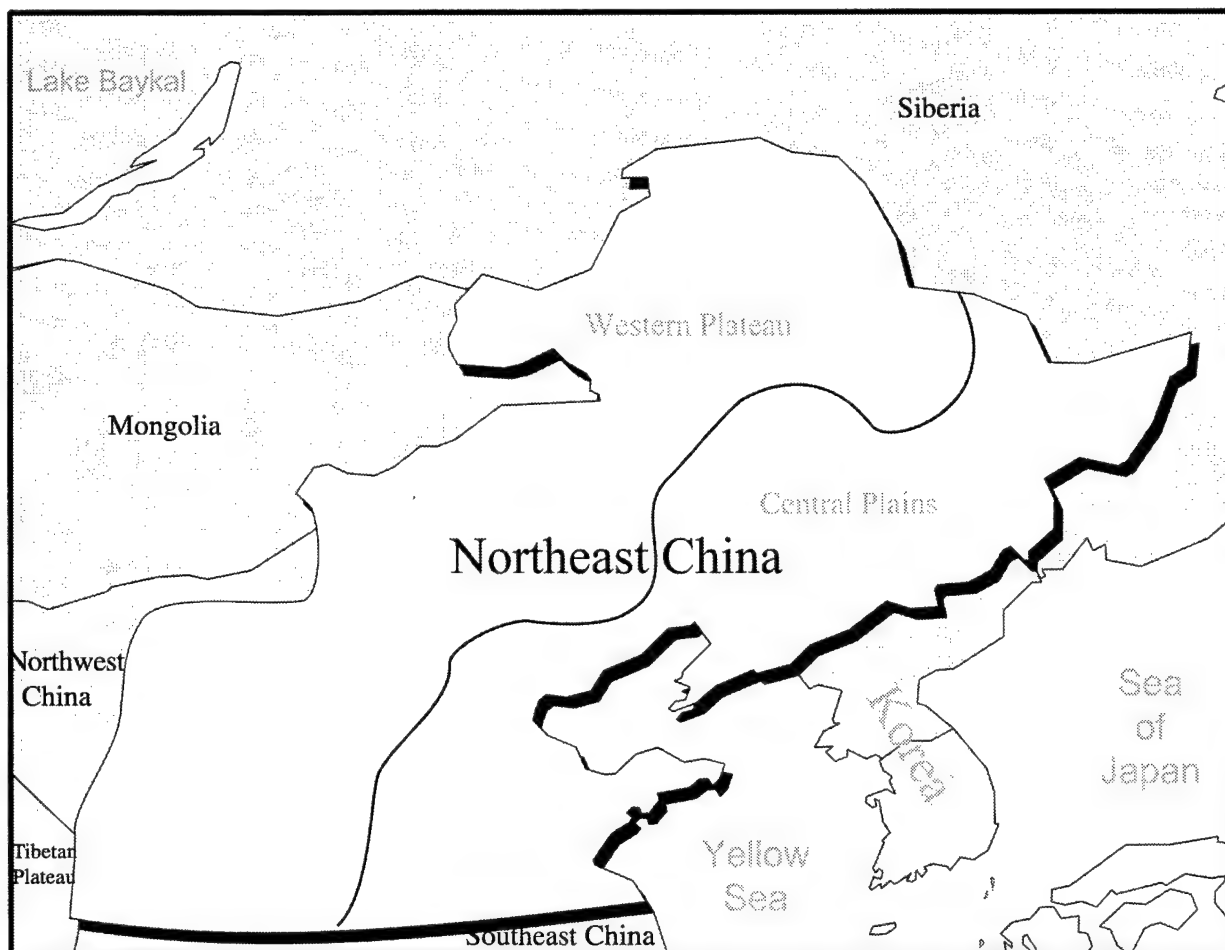 Lake Baykal
Siberia
Western Plateau
Mongolia
Central Plains
Northeast China
Northwest
China
Sea
of
Japan
Korea
Tibetan
Plateau
Yellow
Sea
Southeast China